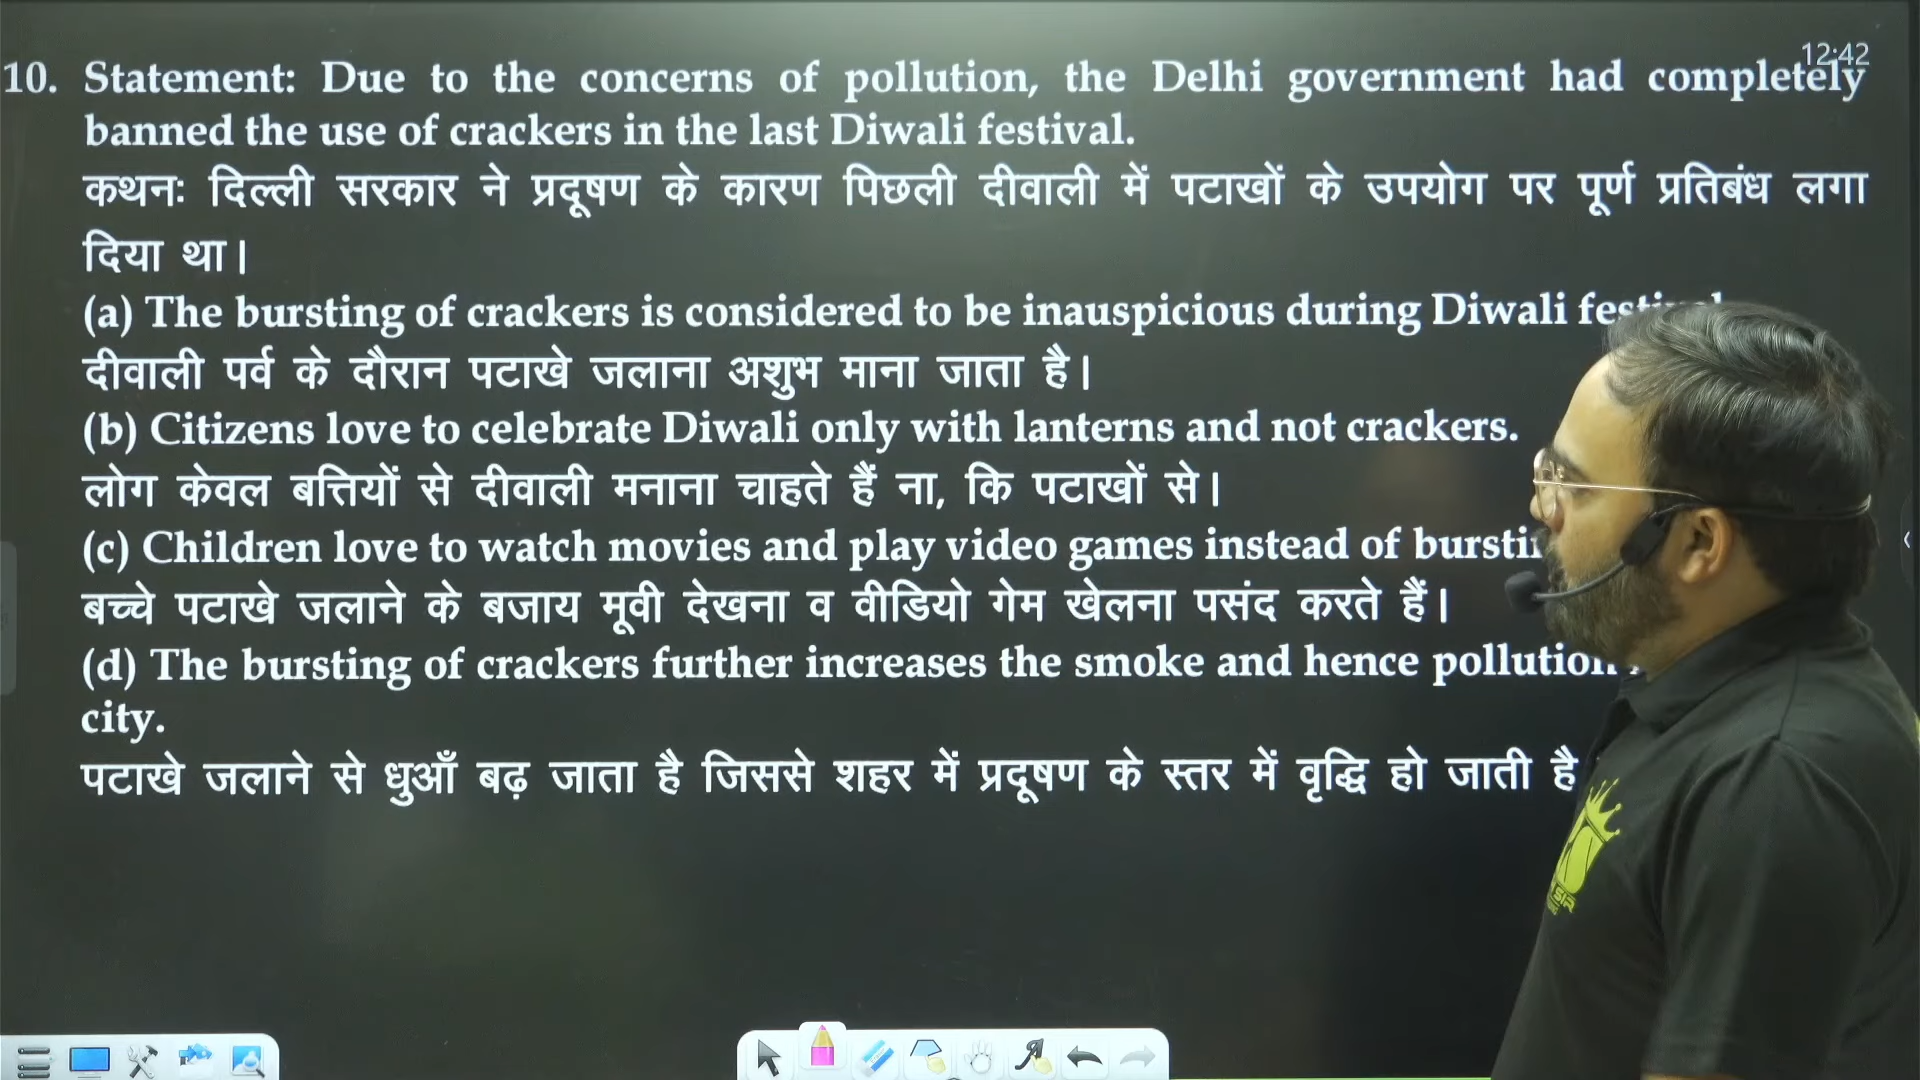 12:42
10. Statement: Due to the concerns of pollution, the Delhi government had completely
banned the use of crackers in the last Diwali festival.
कथनः दिल्ली सरकार ने प्रदूषण के कारण पिछली दीवाली में पटाखों के उपयोग पर पूर्ण प्रतिबंध लगा
दिया था।
(a) The bursting of crackers is considered to be inauspicious during Diwali
दीवाली पर्व के दौरान पटाखे जलाना अशुभ माना जाता है।
(b) Citizens love to celebrate Diwali only with lanterns and not crackers.
लोग केवल बत्तियों से दीवाली मनाना चाहते हैं ना, कि पटाखों से।
(c) Children love to watch movies and play video games instead of
बच्चे पटाखे जलाने के बजाय मूवी देखना व वीडियो गेम खेलना पसंद करते हैं।
(d) The bursting of crackers further increases the smoke and hence pollution
city.
पटाखे जलाने से धुआँ बढ़ जाता है जिससे शहर में प्रदूषण के स्तर में वृद्धि हो जाती है